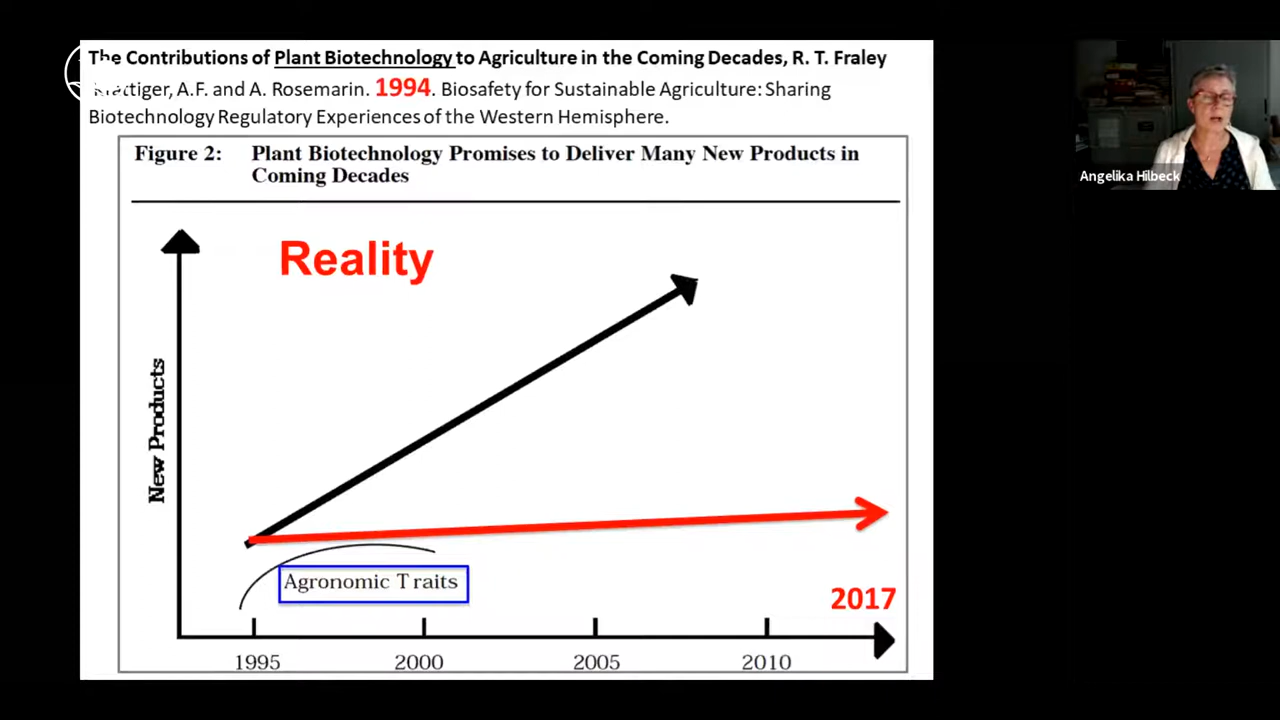 The Contributions of Plant Biotechnology to Agriculture in the Coming Decades, R. T. Fraley
A.F. and A. Rosemarin. 1994. Biosafety for Sustainable Agriculture: Sharing
Biotechnology Regulatory Experiences of the Western Hemisphere.
Figure 2: Plant Biotechnology Promises to Deliver Many New Products in
Coming Decades
Reality
New Products
Agronomic Traits
2017
1995 2000 2005 2010
Angelika Hilbeck